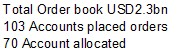 Total Order book USD2.3bn
103 Accounts placed orders
70 Account allocated